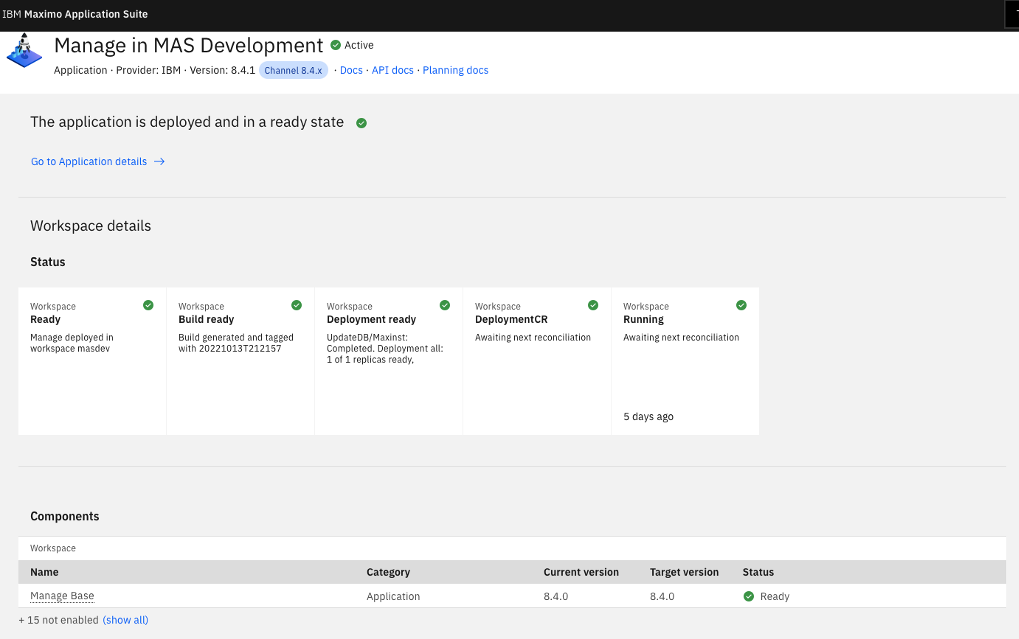 IBM Maximo Application Suite
Manage in MAS Development Active
Application · Provider: IBM · Version: 8.4.1 Channel 8.4.x · Docs · API docs · Planning docs
The application is deployed and in a ready state
Go to Application details →
Workspace details
Status
Workspace
Ready
Manage deployed in
workspace masdev
Workspace
Build ready
Build generated and tagged
with 20221013T212157
Workspace
Deployment ready
UpdateDB/Maxinst:
Completed. Deployment all:
1 of 1 replicas ready,
Workspace
DeploymentCR
Awaiting next reconciliation
Workspace
Running
Awaiting next reconciliation
5 days ago
Components
Workspace
Name Category Current version Target version Status
Manage Base Application 8.4.0 8.4.0 Ready
+ 15 not enabled (show all)